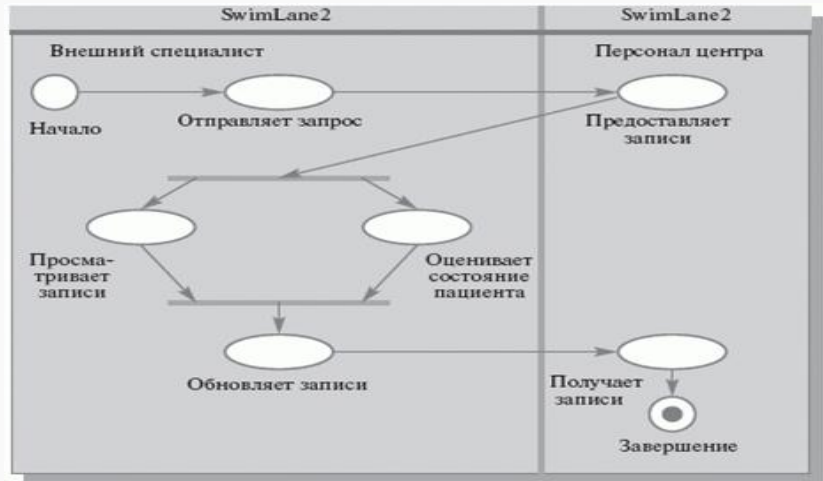 SwimLane2
SwimLane2
Внешний специалист
Персонал центра
Начало
Отправляет запрос
Предоставляет
записи
Просма-
тривает
записи
Оценивает
состояние
пациента
Обновляет записи
Получает
записи
Завершение